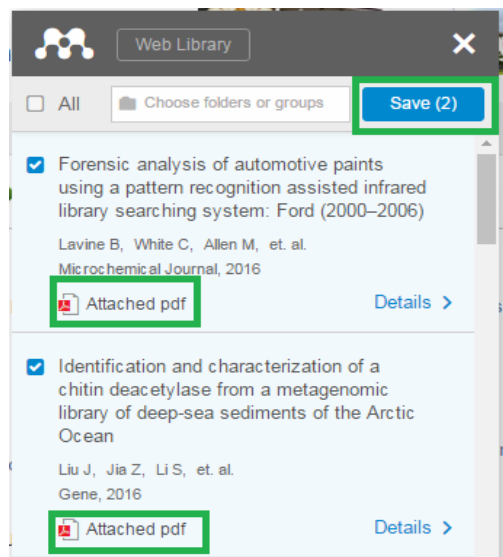 Web Library
All
Choose folders or groups
Save (2)
Forensic analysis of automotive paints
using a pattern recognition assisted infrared
library searching system: Ford (2000–2006)
Lavine B, White C, Allen M, et. al.
Microchemical Journal, 2016
Attached pdf
Details
Identification and characterization of a
chitin deacetylase from a metagenomic
library of deep-sea sediments of the Arctic
Ocean
Liu J, Jia Z, Li S, et. al.
Gene, 2016
Attached pdf
Details